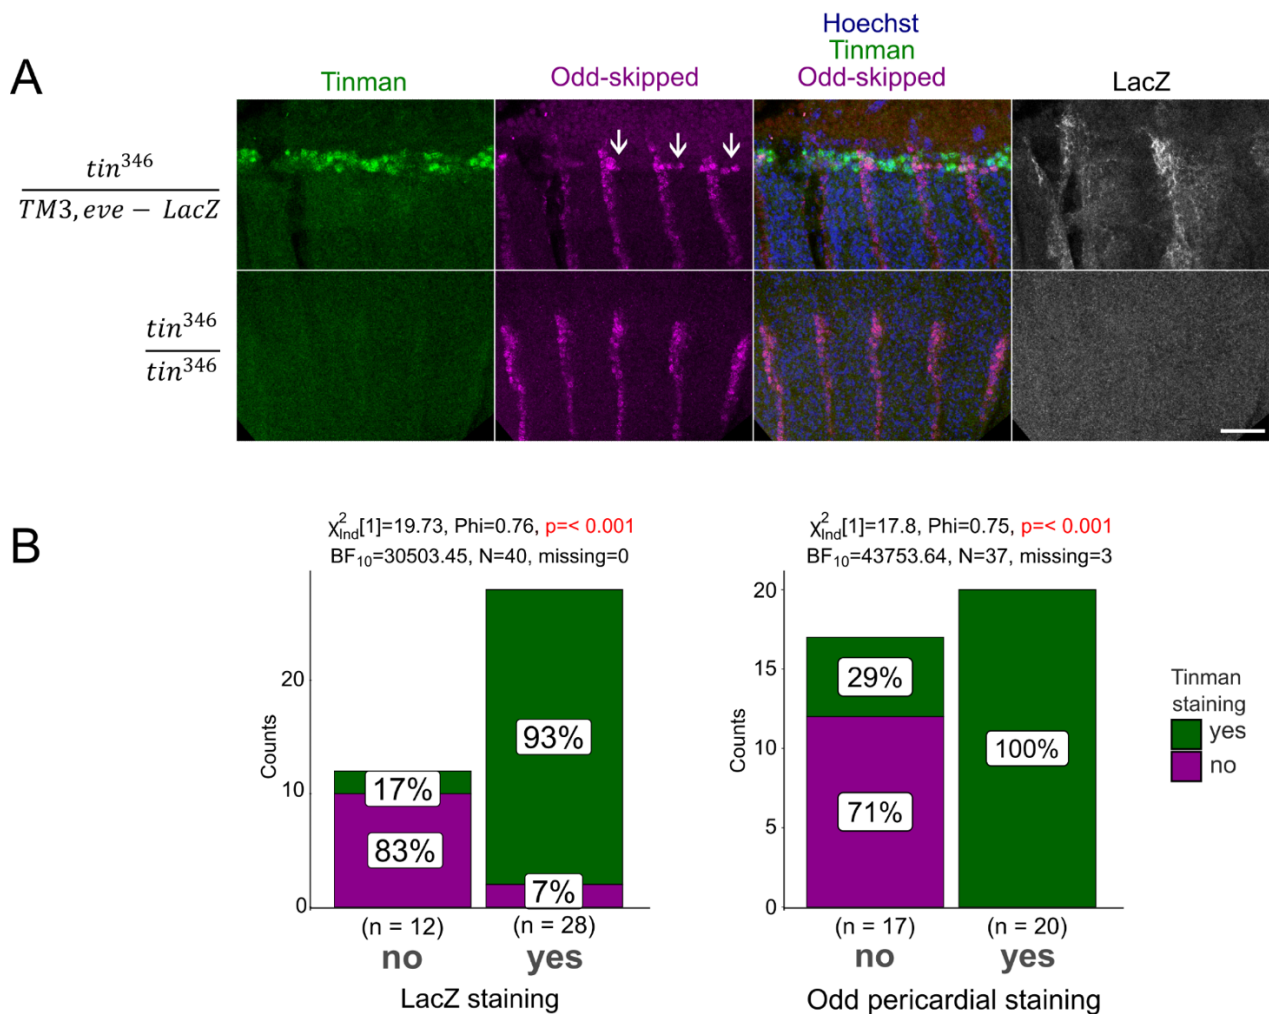 A
Tinman
Odd-skipped
Hoechst
Tinman
Odd-skipped
LacZ
tin³⁴⁶
TM3, eve − LacZ
tin³⁴⁶
tin³⁴⁶
B
χ²Ind[1]=19.73, Phi=0.76, p=< 0.001
BF₁₀=30503.45, N=40, missing=0
Counts
20
10
0
17%
83%
93%
7%
(n = 12)
(n = 28)
no
yes
LacZ staining
χ²Ind[1]=17.8, Phi=0.75, p=< 0.001
BF₁₀=43753.64, N=37, missing=3
Counts
20
15
10
5
0
29%
71%
100%
(n = 17)
(n = 20)
no
yes
Odd pericardial staining
Tinman
staining
yes
no